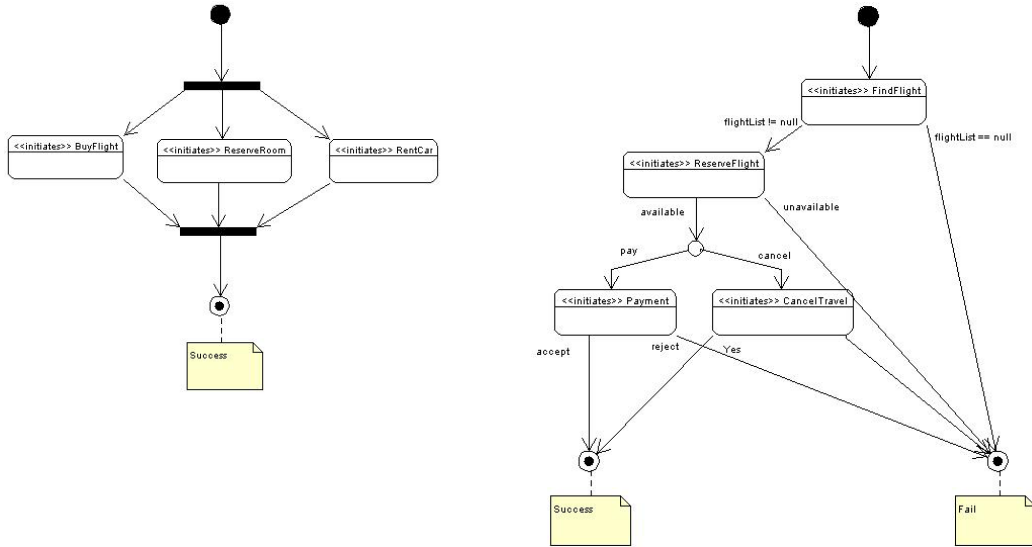 <<initiates>> BuyFlight
<<initiates>> ReserveRoom
<<initiates>> RentCar
Success
<<initiates>> FindFlight
flightList != null
flightList == null
<<initiates>> ReserveFlight
available
unavailable
pay
cancel
<<initiates>> Payment
<<initiates>> CancelTravel
accept
reject
Yes
Success
Fail